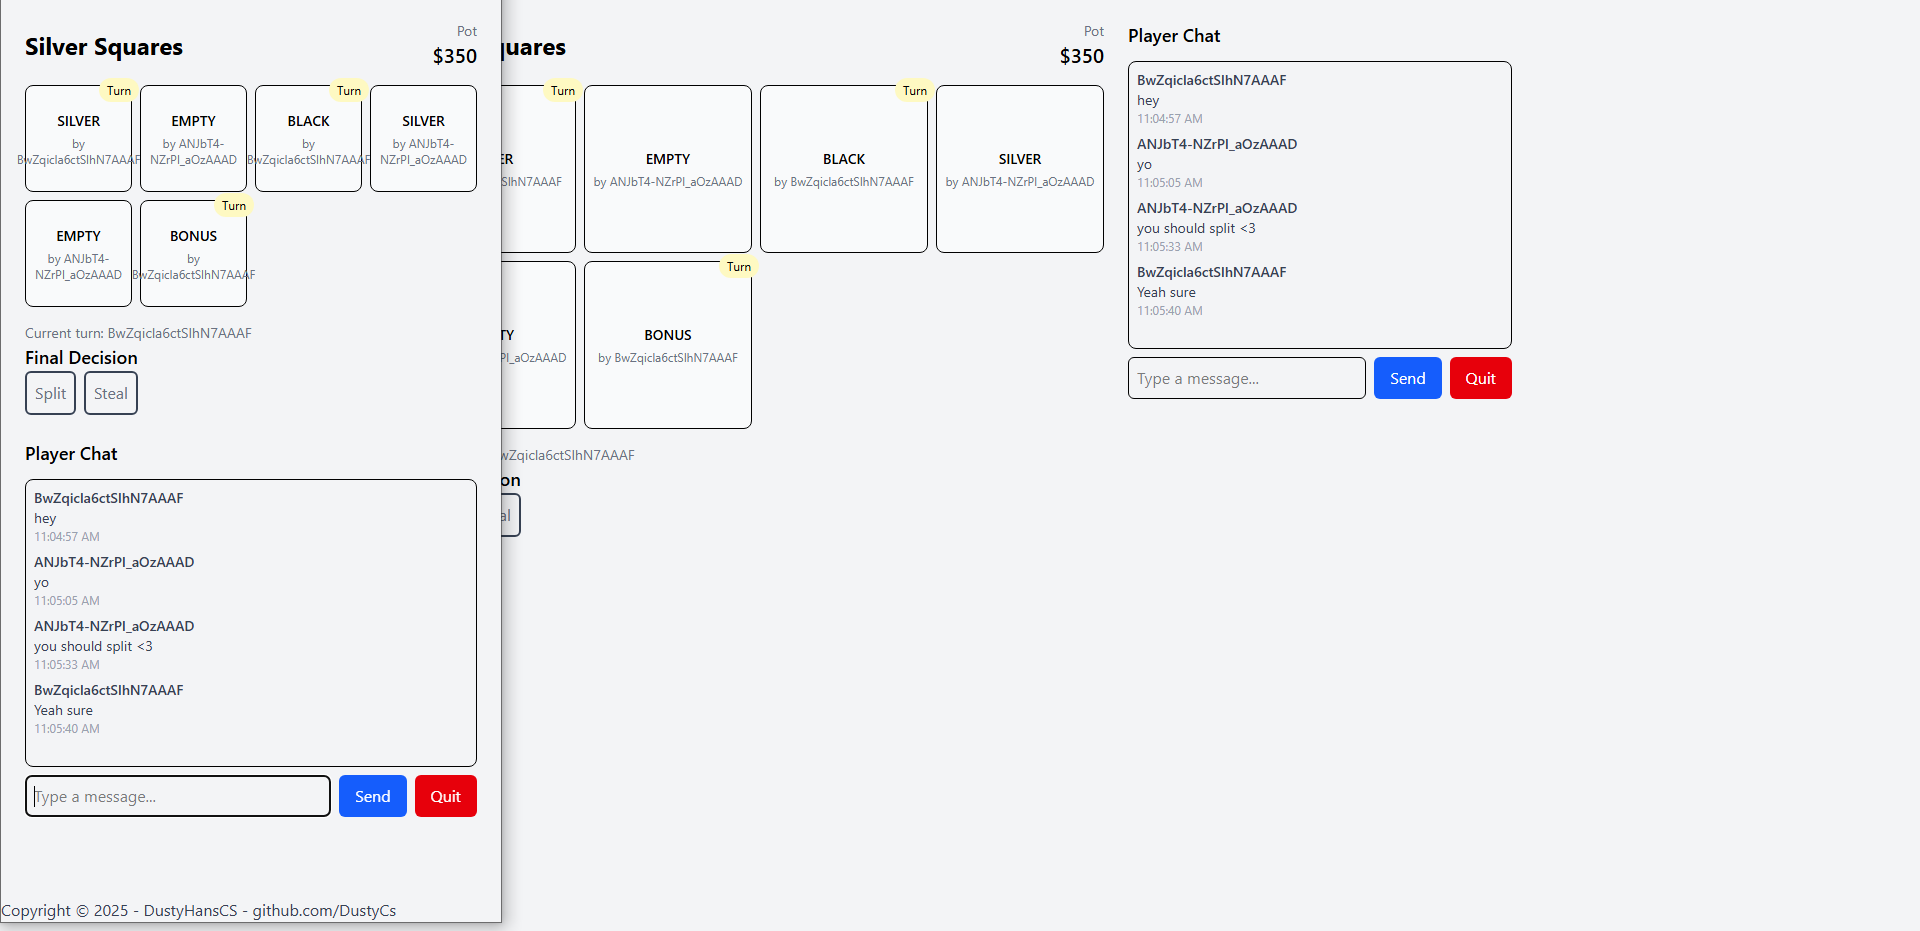 Silver Squares
Pot
$350
Turn
SILVER
by
BwZqicla6ctSlhN7AAAF
EMPTY
by ANJbT4-
NZrPl_aOzAAAD
Turn
BLACK
by
BwZqicla6ctSlhN7AAAF
SILVER
by ANJbT4-
NZrPl_aOzAAAD
EMPTY
by ANJbT4-
NZrPl_aOzAAAD
Turn
BONUS
by
BwZqicla6ctSlhN7AAAF
Current turn: BwZqicla6ctSlhN7AAAF
Final Decision
Split
Steal
Player Chat
BwZqicla6ctSlhN7AAAF
hey
11:04:57 AM
ANJbT4-NZrPl_aOzAAAD
yo
11:05:05 AM
ANJbT4-NZrPl_aOzAAAD
you should split <3
11:05:33 AM
BwZqicla6ctSlhN7AAAF
Yeah sure
11:05:40 AM
Type a message...
Send
Quit
Copyright © 2025 - DustyHansCS - github.com/DustyCs
quares
Pot
$350
Turn
ER
SlhN7AAAF
EMPTY
by ANJbT4-NZrPl_aOzAAAD
Turn
BLACK
by BwZqicla6ctSlhN7AAAF
SILVER
by ANJbT4-NZrPl_aOzAAAD
TY
Pl_aOzAAAD
Turn
BONUS
by BwZqicla6ctSlhN7AAAF
wZqicla6ctSlhN7AAAF
on
al
Player Chat
BwZqicla6ctSlhN7AAAF
hey
11:04:57 AM
ANJbT4-NZrPl_aOzAAAD
yo
11:05:05 AM
ANJbT4-NZrPl_aOzAAAD
you should split <3
11:05:33 AM
BwZqicla6ctSlhN7AAAF
Yeah sure
11:05:40 AM
Type a message...
Send
Quit